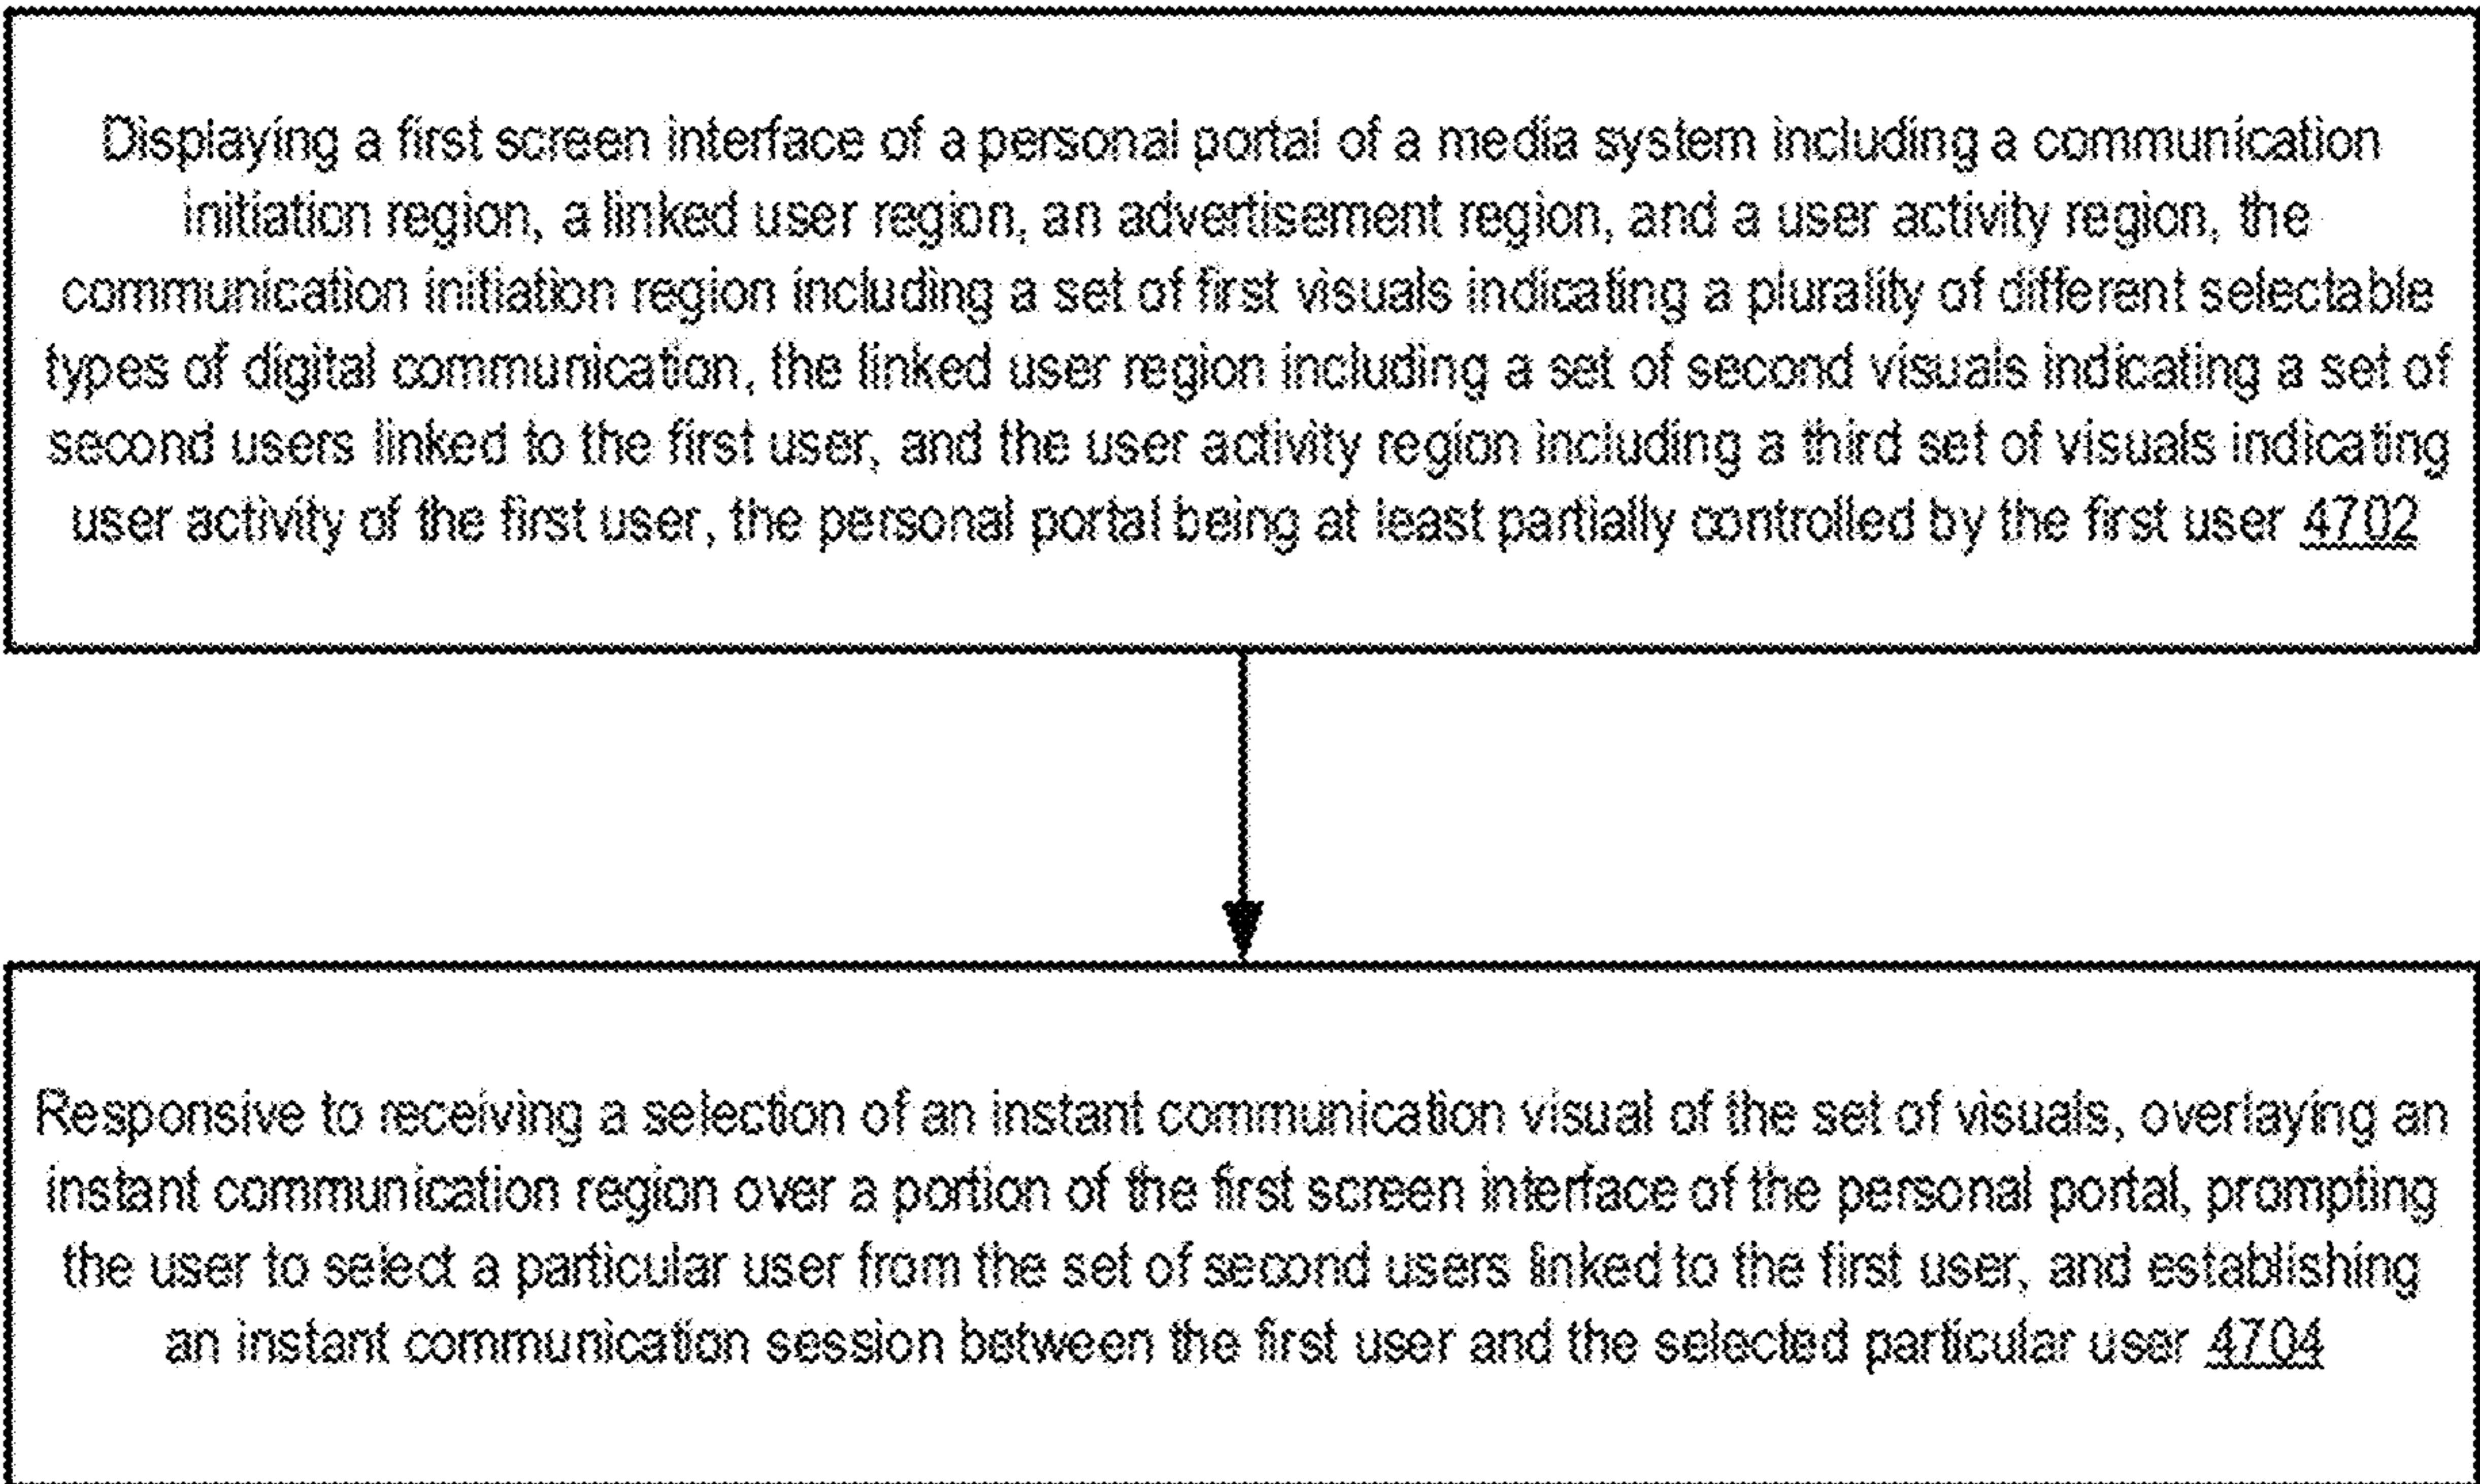 Displaying a first screen interface of a personal portal of a media system including a communication
initiation region, a linked user region, an advertisement region, and a user activity region, the
communication initiation region including a set of first visuals indicating a plurality of different selectable
types of digital communication, the linked user region including a set of second visuals indicating a set of
second users linked to the first user, and the user activity region including a third set of visuals indicating
user activity of the first user, the personal portal being at least partially controlled by the first user 4702
Responsive to receiving a selection of an instant communication visual of the set of visuals, overlaying an
instant communication region over a portion of the first screen interface of the personal portal, prompting
the user to select a particular user from the set of second users linked to the first user, and establishing
an instant communication session between the first user and the selected particular user 4704